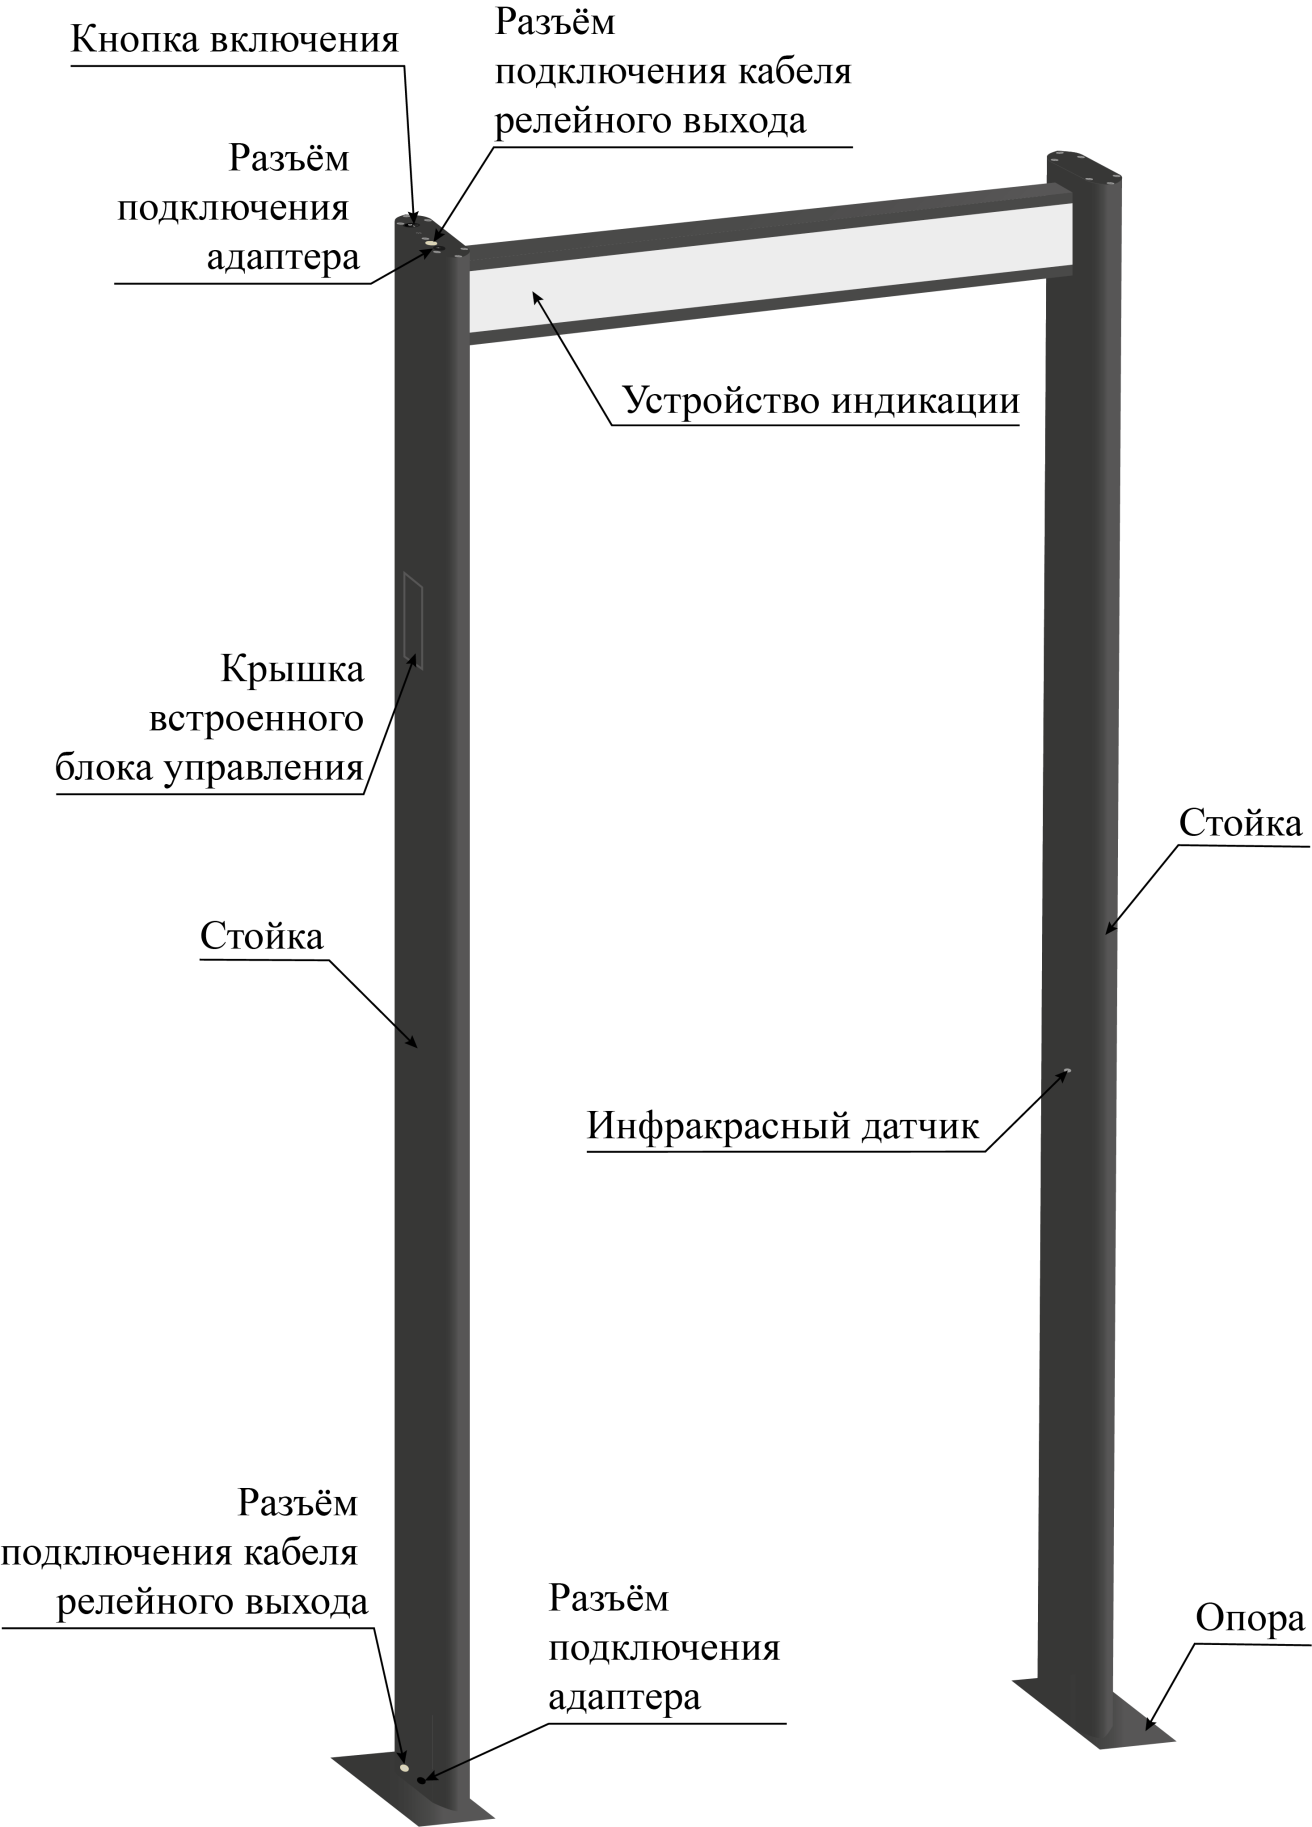 Кнопка включения
Разъём
подключения кабеля
релейного выхода
Разъём
подключения
адаптера
Устройство индикации
Крышка
встроенного
блока управления
Стойка
Стойка
Инфракрасный датчик
Разъём
подключения кабеля
релейного выхода
Разъём
подключения
адаптера
Опора